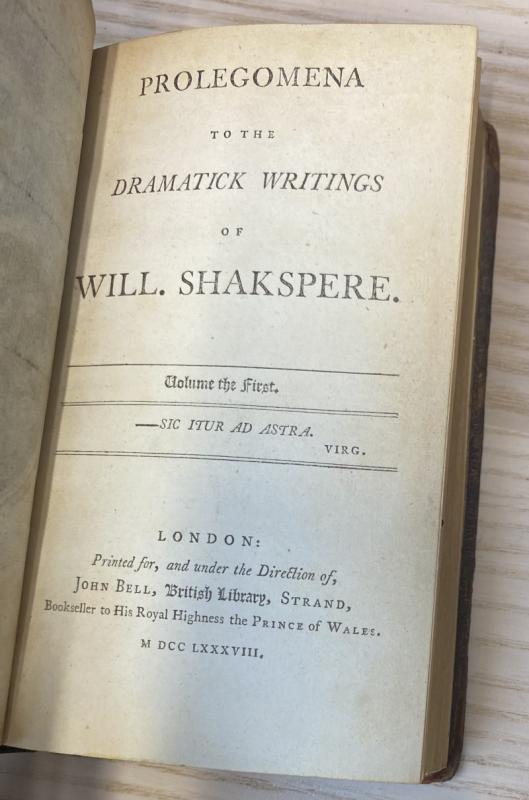 PROLEGOMENA
TO THE
DRAMATICK WRITINGS
OF
WILL. SHAKSPERE.
Volume the First.
—SIC ITUR AD ASTRA.
VIRG.
LONDON:
Printed for, and under the Direction of,
JOHN BELL, British Library, STRAND,
Bookseller to His Royal Highness the PRINCE of WALES.
M DCC LXXXVIII.